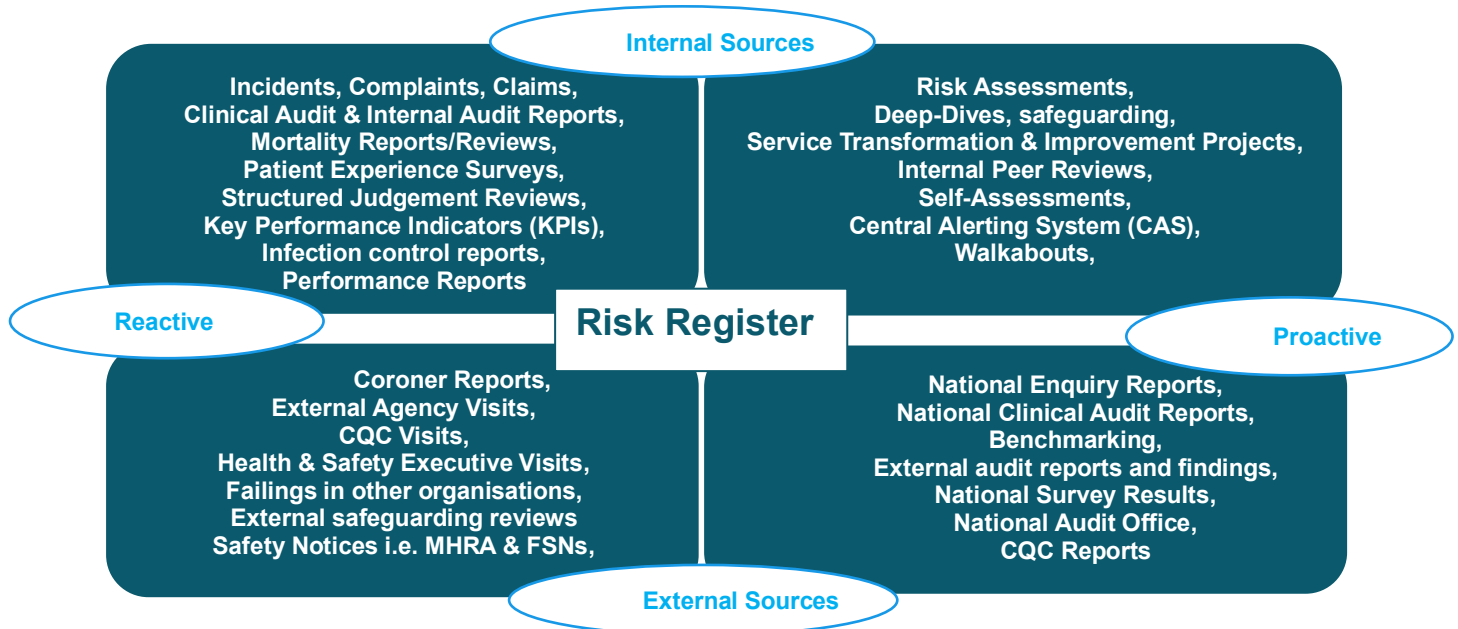 Internal Sources
Incidents, Complaints, Claims,
Clinical Audit & Internal Audit Reports,
Mortality Reports/Reviews,
Patient Experience Surveys,
Structured Judgement Reviews,
Key Performance Indicators (KPIs),
Infection control reports,
Performance Reports
Risk Assessments,
Deep-Dives, safeguarding,
Service Transformation & Improvement Projects,
Internal Peer Reviews,
Self-Assessments,
Central Alerting System (CAS),
Walkabouts,
Reactive
Risk Register
Proactive
Coroner Reports,
External Agency Visits,
CQC Visits,
Health & Safety Executive Visits,
Failings in other organisations,
External safeguarding reviews
Safety Notices i.e. MHRA & FSNs,
National Enquiry Reports,
National Clinical Audit Reports,
Benchmarking,
External audit reports and findings,
National Survey Results,
National Audit Office,
CQC Reports
External Sources